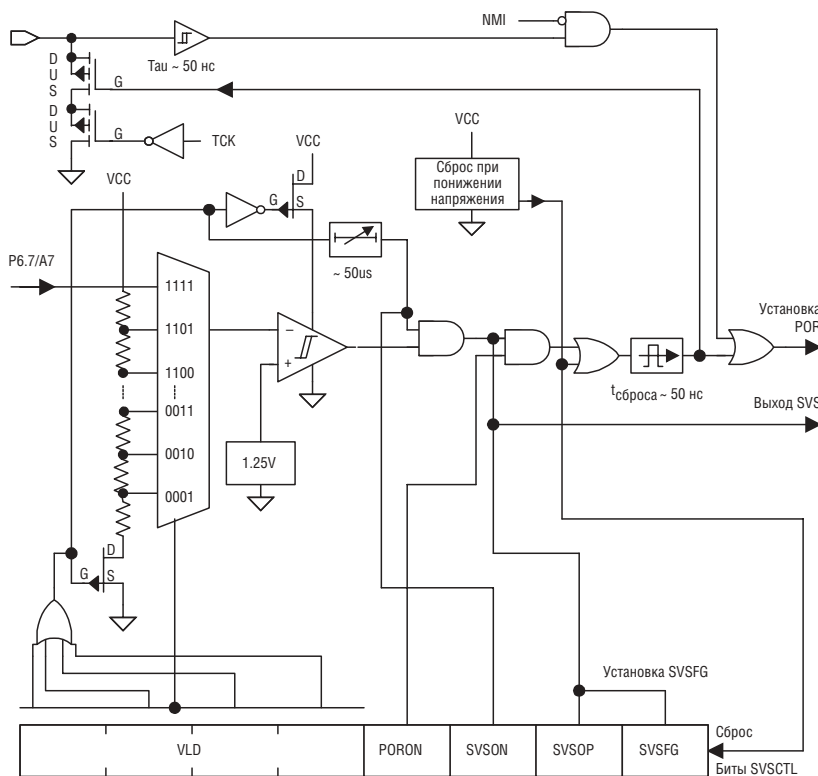 NMI
D
U
S
G
Tau ~ 50 нс
D
U
S
G
TCK
VCC
VCC
VCC
Сброс при
понижении
напряжения
D
G
S
~ 50us
P6.7/A7
1111
1101
1100
0011
0010
0001
−
+
1.25V
Установка
POR
tсброса ~ 50 нс
Выход SVS
D
G
S
Установка SVSFG
VLD
PORON
SVSON
SVSOP
SVSFG
Сброс
Биты SVSCTL